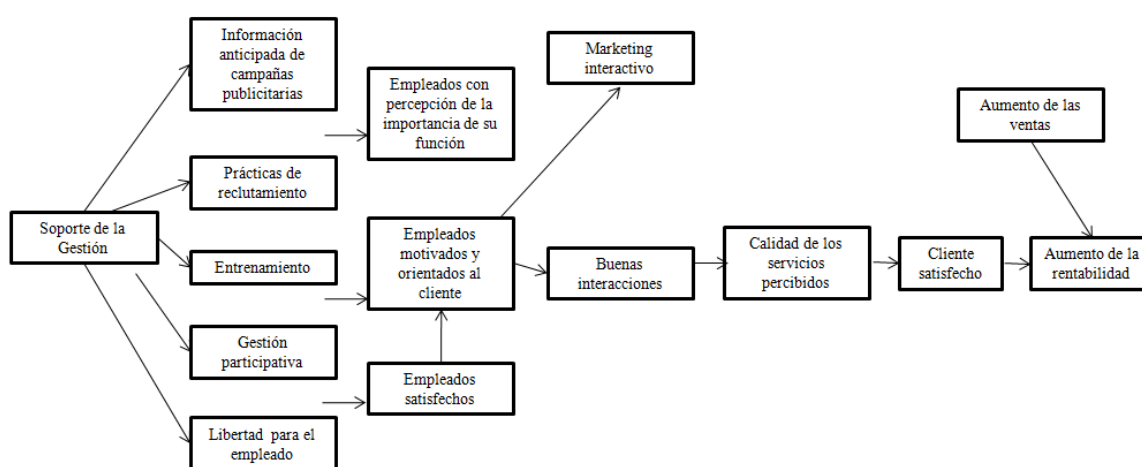 Información
anticipada de
campañas
publicitarias
Marketing
interactivo
Empleados con
percepción de la
importancia de su
función
Aumento de las
ventas
Prácticas de
reclutamiento
Soporte de la
Gestión
Entrenamiento
Empleados
motivados y
orientados al
cliente
Buenas
interacciones
Calidad de los
servicios
percibidos
Cliente
satisfecho
Aumento de la
rentabilidad
Gestión
participativa
Empleados
satisfechos
Libertad para el
empleado